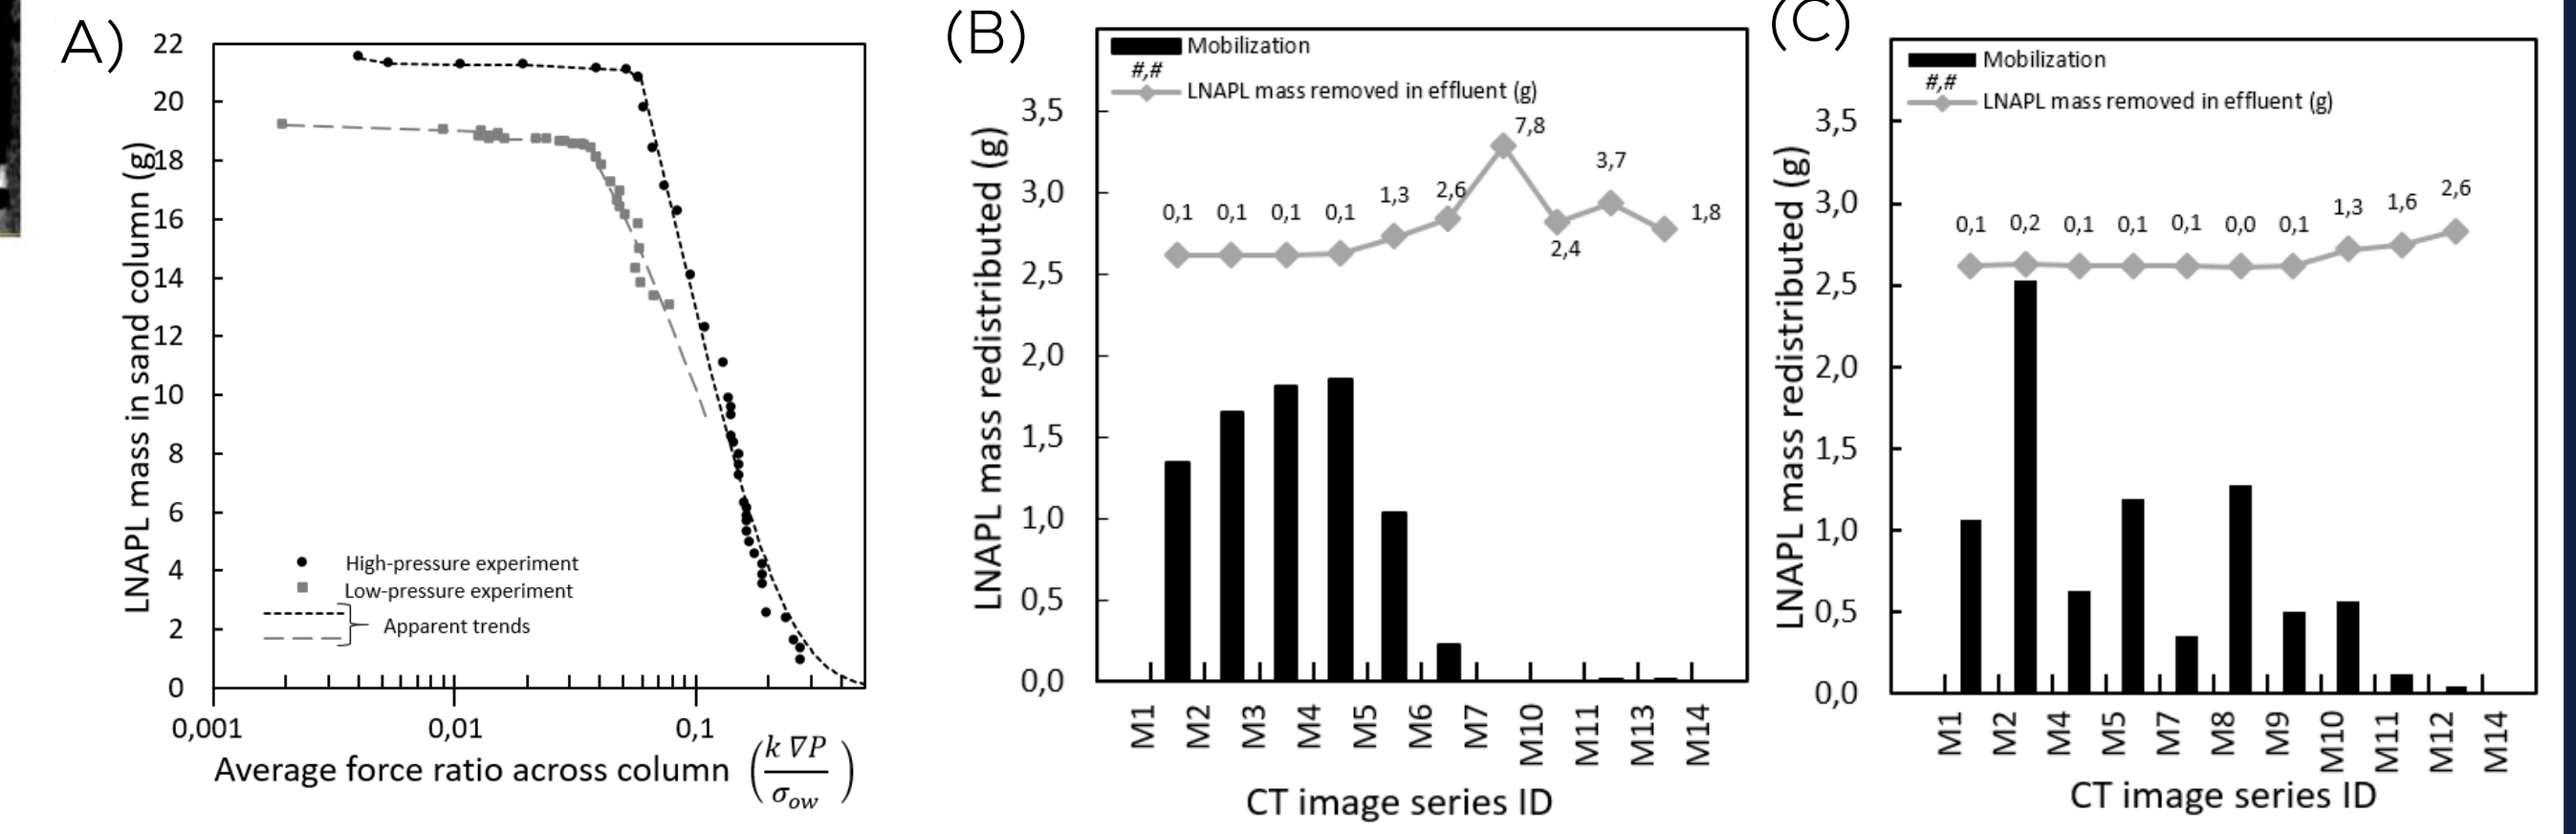 A)
22
20
18
16
14
12
10
8
6
4
2
0
LNAPL mass in sand column (g)
High-pressure experiment
Low-pressure experiment
Apparent trends
0,001
0,01
0,1
Average force ratio across column (k ∇P / σow)
(B)
Mobilization
#,#
LNAPL mass removed in effluent (g)
3,5
3,0
2,5
2,0
1,5
1,0
0,5
0,0
LNAPL mass redistributed (g)
0,1
0,1
0,1
0,1
1,3
2,6
7,8
2,4
3,7
1,8
M1
M2
M3
M4
M5
M6
M7
M10
M11
M13
M14
CT image series ID
(C)
Mobilization
#,#
LNAPL mass removed in effluent (g)
3,5
3,0
2,5
2,0
1,5
1,0
0,5
0,0
LNAPL mass redistributed (g)
0,1
0,2
0,1
0,1
0,1
0,0
0,1
1,3
1,6
2,6
M1
M2
M4
M5
M7
M8
M9
M10
M11
M12
M14
CT image series ID